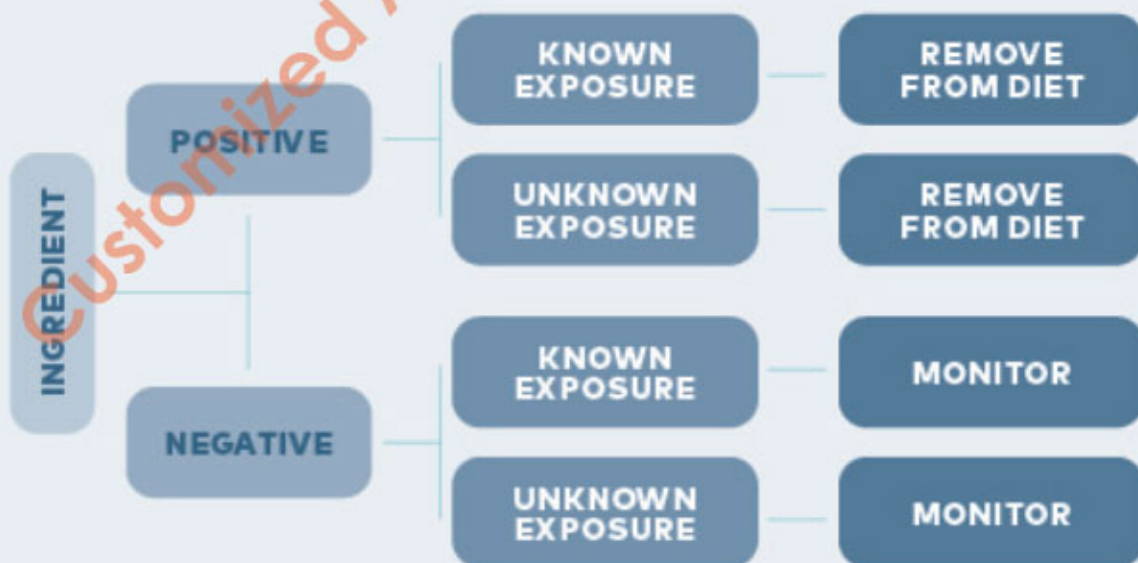 Customized
INGREDIENT
POSITIVE
KNOWN
EXPOSURE
REMOVE
FROM DIET
UNKNOWN
EXPOSURE
REMOVE
FROM DIET
NEGATIVE
KNOWN
EXPOSURE
MONITOR
UNKNOWN
EXPOSURE
MONITOR